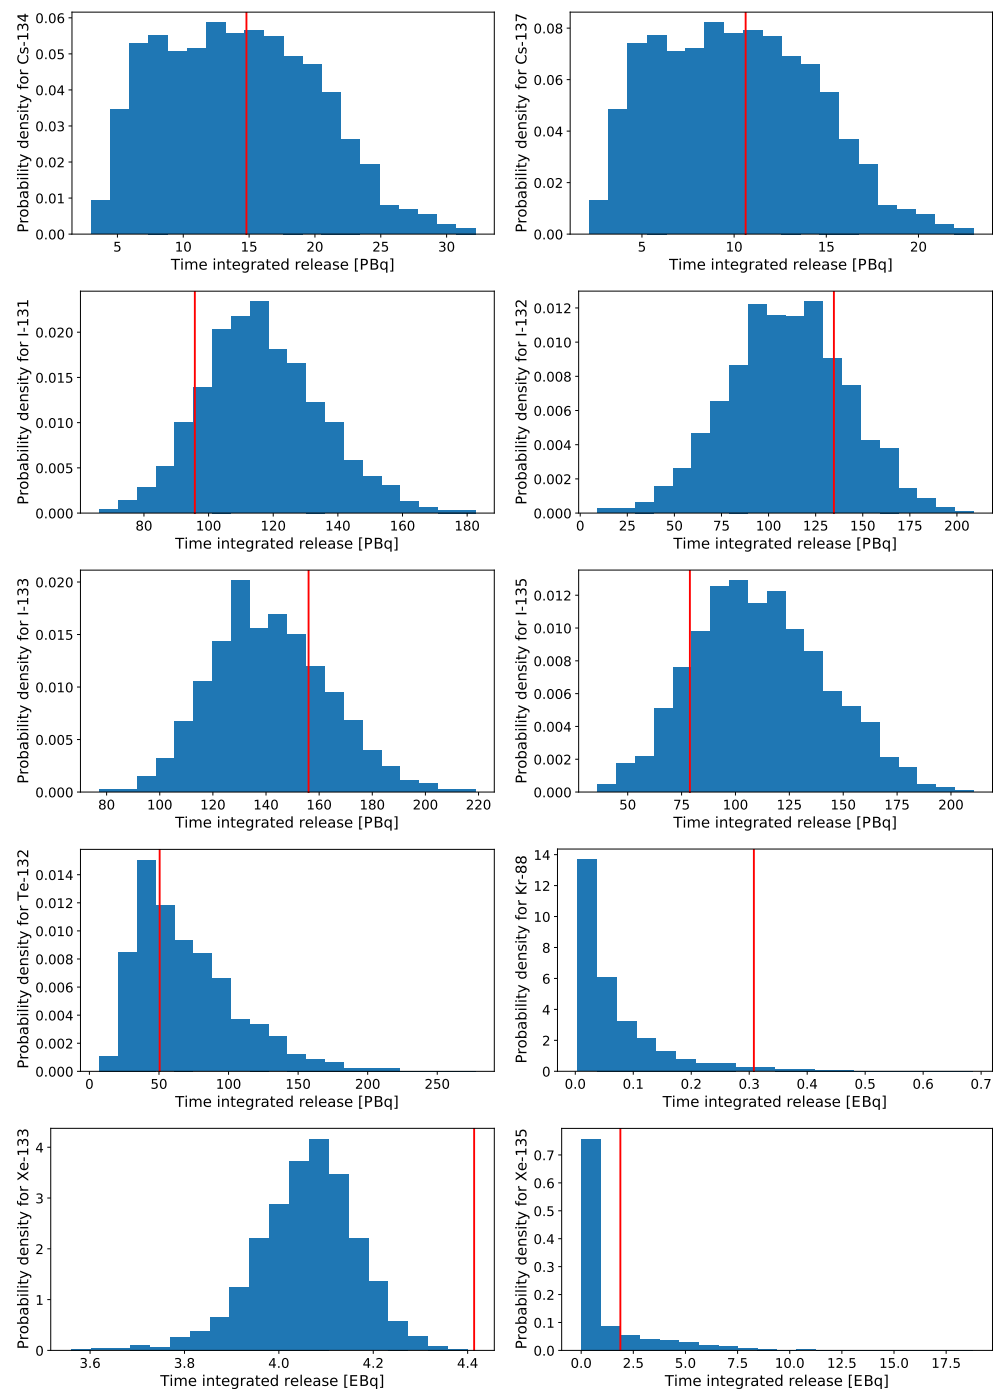 Probability density for Cs-134
0.06
0.05
0.04
0.03
0.02
0.01
0.00
5 10 15 20 25 30
Time integrated release [PBq]
Probability density for Cs-137
0.08
0.06
0.04
0.02
0.00
5 10 15 20
Time integrated release [PBq]
Probability density for I-131
0.020
0.015
0.010
0.005
0.000
80 100 120 140 160 180
Time integrated release [PBq]
Probability density for I-132
0.012
0.010
0.008
0.006
0.004
0.002
0.000
0 25 50 75 100 125 150 175 200
Time integrated release [PBq]
Probability density for I-133
0.020
0.015
0.010
0.005
0.000
80 100 120 140 160 180 200 220
Time integrated release [PBq]
Probability density for I-135
0.012
0.010
0.008
0.006
0.004
0.002
0.000
50 75 100 125 150 175 200
Time integrated release [PBq]
Probability density for Te-132
0.014
0.012
0.010
0.008
0.006
0.004
0.002
0.000
0 50 100 150 200 250
Time integrated release [PBq]
Probability density for Kr-88
14
12
10
8
6
4
2
0
0.0 0.1 0.2 0.3 0.4 0.5 0.6 0.7
Time integrated release [EBq]
Probability density for Xe-133
4
3
2
1
0
3.6 3.8 4.0 4.2 4.4
Time integrated release [EBq]
Probability density for Xe-135
0.7
0.6
0.5
0.4
0.3
0.2
0.1
0.0
0.0 2.5 5.0 7.5 10.0 12.5 15.0 17.5
Time integrated release [EBq]